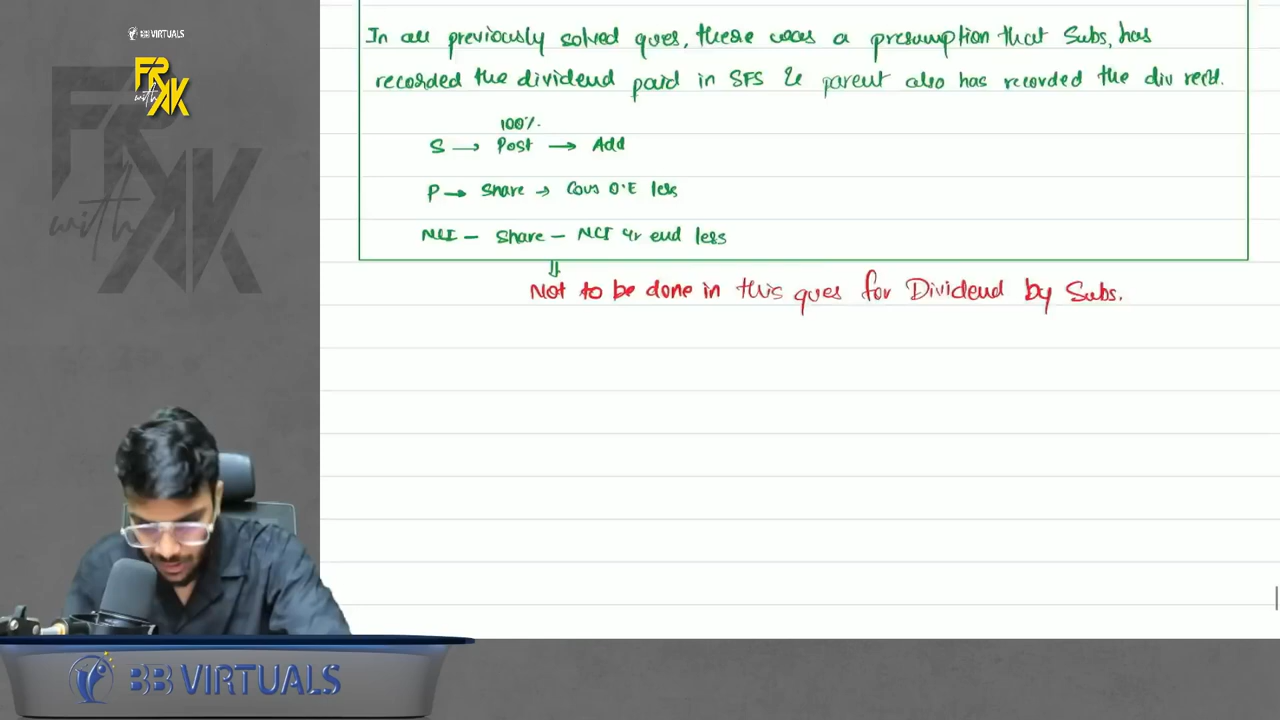 BB VIRTUALS
FR
with AK
In all previously solved ques, there was a presumption that Subs, has
recorded the dividend paid in SFS & parent also has recorded the div recd.
100%.
S → Post → Add
P → Share → Cons O.E less
NCI - Share - NCI yr end less
Not to be done in this ques for Dividend by Subs.
BB VIRTUALS